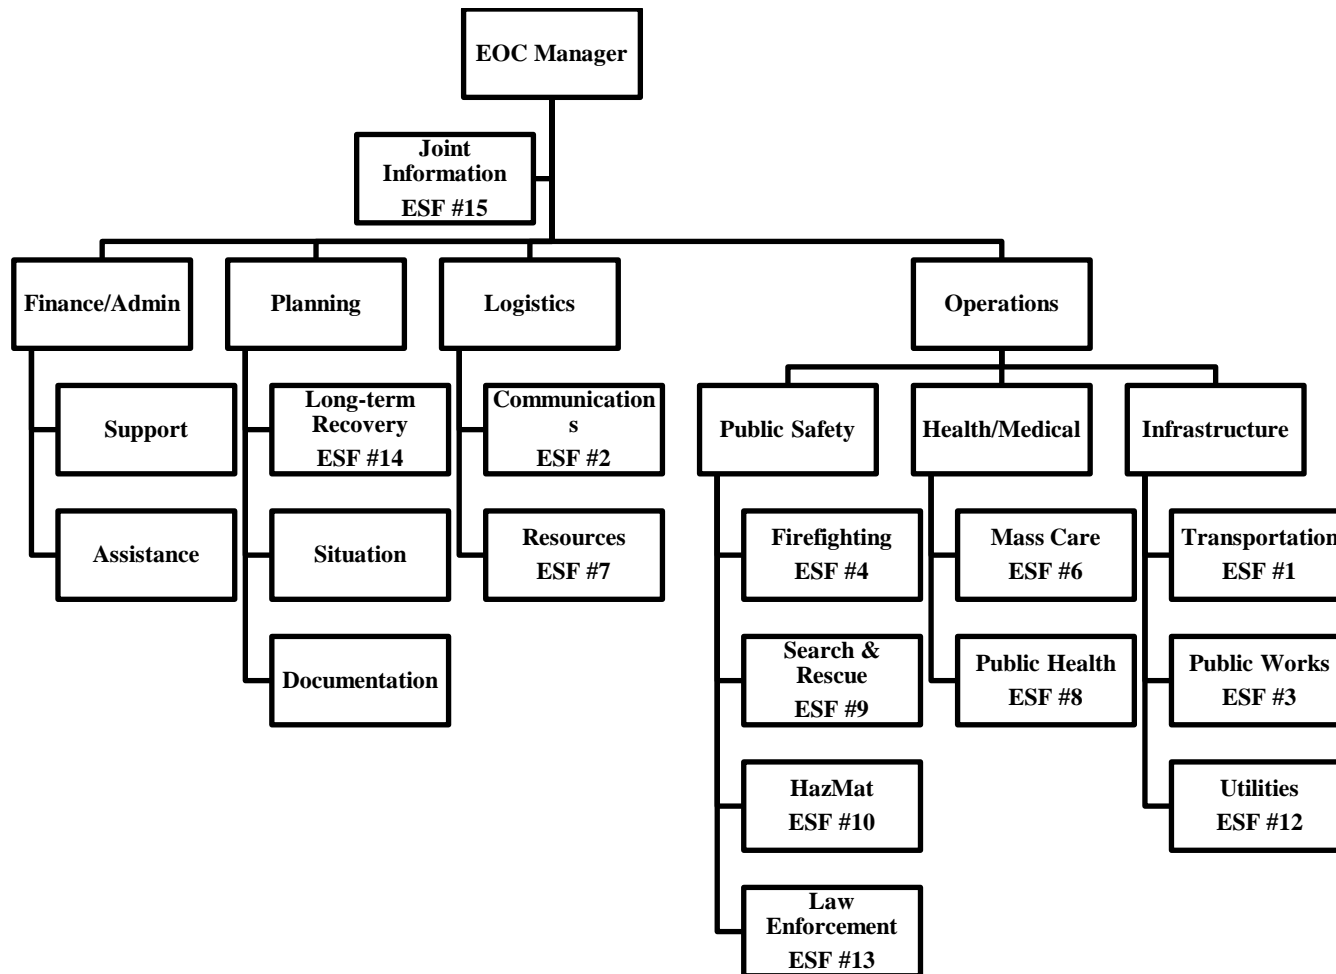 EOC Manager
Joint
Information
ESF #15
Finance/Admin
Planning
Logistics
Operations
Support
Long-term
Recovery
ESF #14
Communication
s
ESF #2
Public Safety
Health/Medical
Infrastructure
Assistance
Situation
Resources
ESF #7
Firefighting
ESF #4
Mass Care
ESF #6
Transportation
ESF #1
Documentation
Search &
Rescue
ESF #9
Public Health
ESF #8
Public Works
ESF #3
HazMat
ESF #10
Utilities
ESF #12
Law
Enforcement
ESF #13